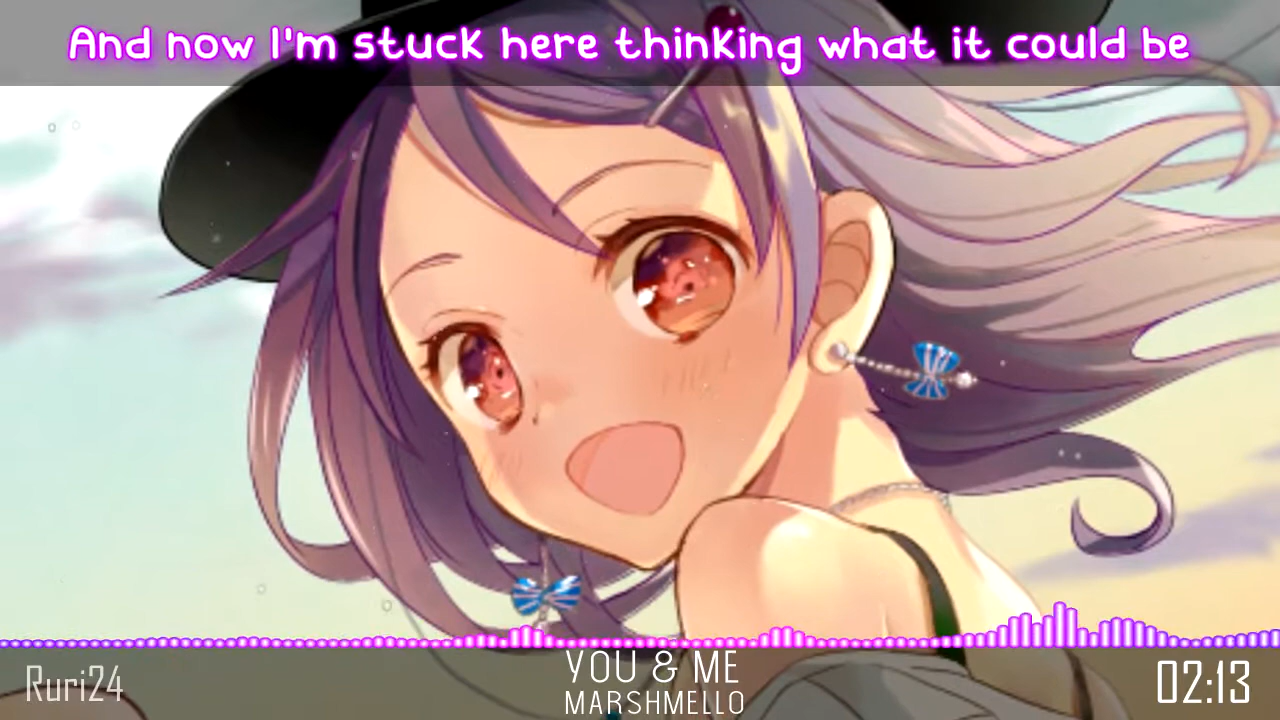 And now I'm stuck here thinking what it could be
Ruri24
YOU & ME
MARSHMELLO
02:13